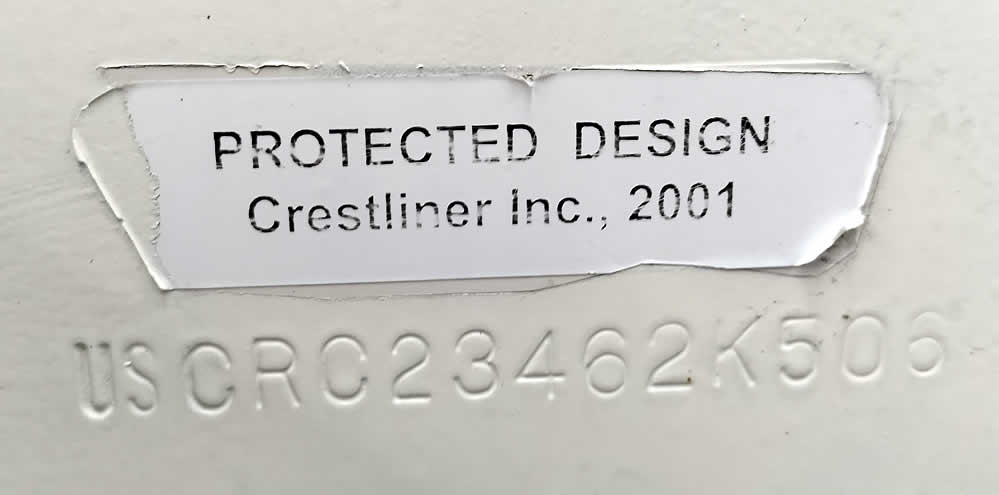 PROTECTED DESIGN
Crestliner Inc., 2001
USCRC23462K506